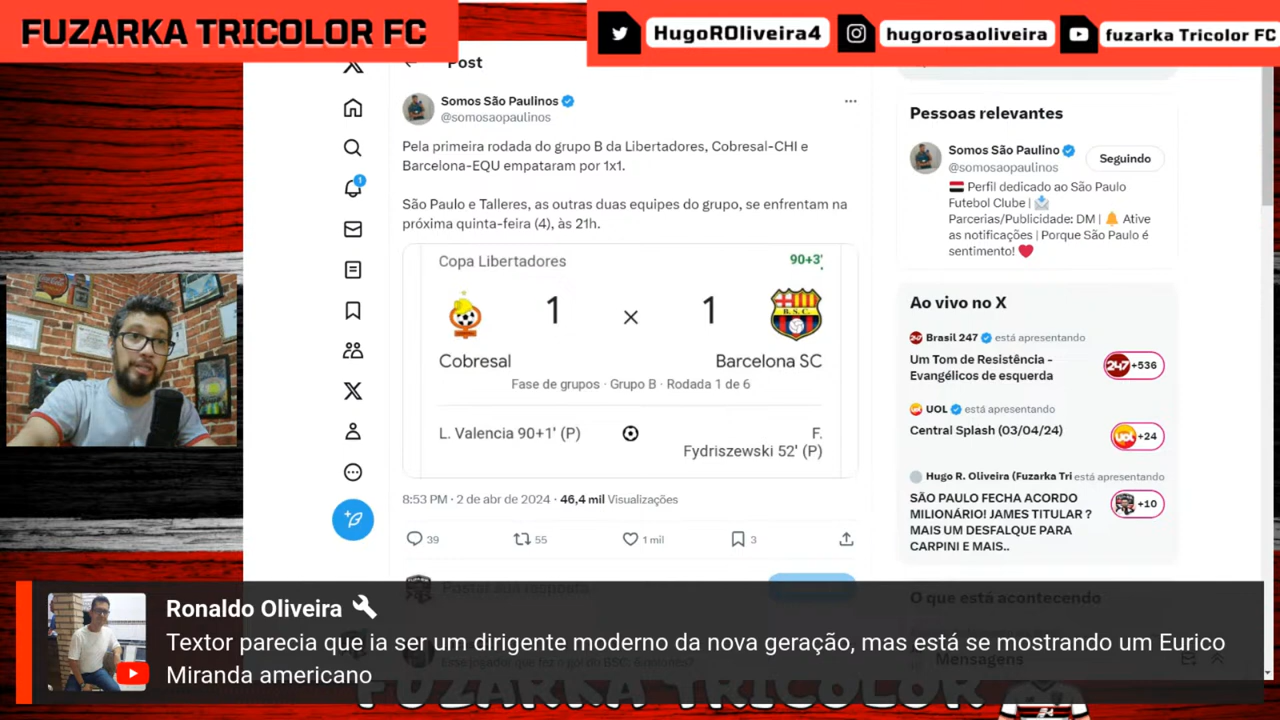 FUZARKA TRICOLOR FC
HugoROliveira4
hugorosaoliveira
fuzarka Tricolor FC
Post
Somos São Paulinos
@somosaopaulinos
Pela primeira rodada do grupo B da Libertadores, Cobresal-CHI e
Barcelona-EQU empataram por 1x1.
São Paulo e Talleres, as outras duas equipes do grupo, se enfrentam na
próxima quinta-feira (4), às 21h.
Copa Libertadores
90+3'
1 × 1
B.S.C.
Cobresal
Barcelona SC
Fase de grupos · Grupo B · Rodada 1 de 6
L. Valencia 90+1' (P)
F.
Fydriszewski 52' (P)
8:53 PM · 2 de abr de 2024 · 46,4 mil Visualizações
39
55
1 mil
3
Postar sua resposta
1
Pessoas relevantes
Somos São Paulino
@somosaopaulinos
Seguindo
Perfil dedicado ao São Paulo
Futebol Clube |
Parcerias/Publicidade: DM | Ative
as notificações | Porque São Paulo é
sentimento!
Ao vivo no X
Brasil 247 está apresentando
Um Tom de Resistência -
Evangélicos de esquerda
247 +536
UOL está apresentando
Central Splash (03/04/24)
UOL +24
Hugo R. Oliveira (Fuzarka Tri está apresentando
SÃO PAULO FECHA ACORDO
MILIONÁRIO! JAMES TITULAR ?
MAIS UM DESFALQUE PARA
CARPINI E MAIS..
+10
O que está acontecendo
Mensagens
Ronaldo Oliveira
Textor parecia que ia ser um dirigente moderno da nova geração, mas está se mostrando um Eurico
Miranda americano
FUZARKA TRICOLOR